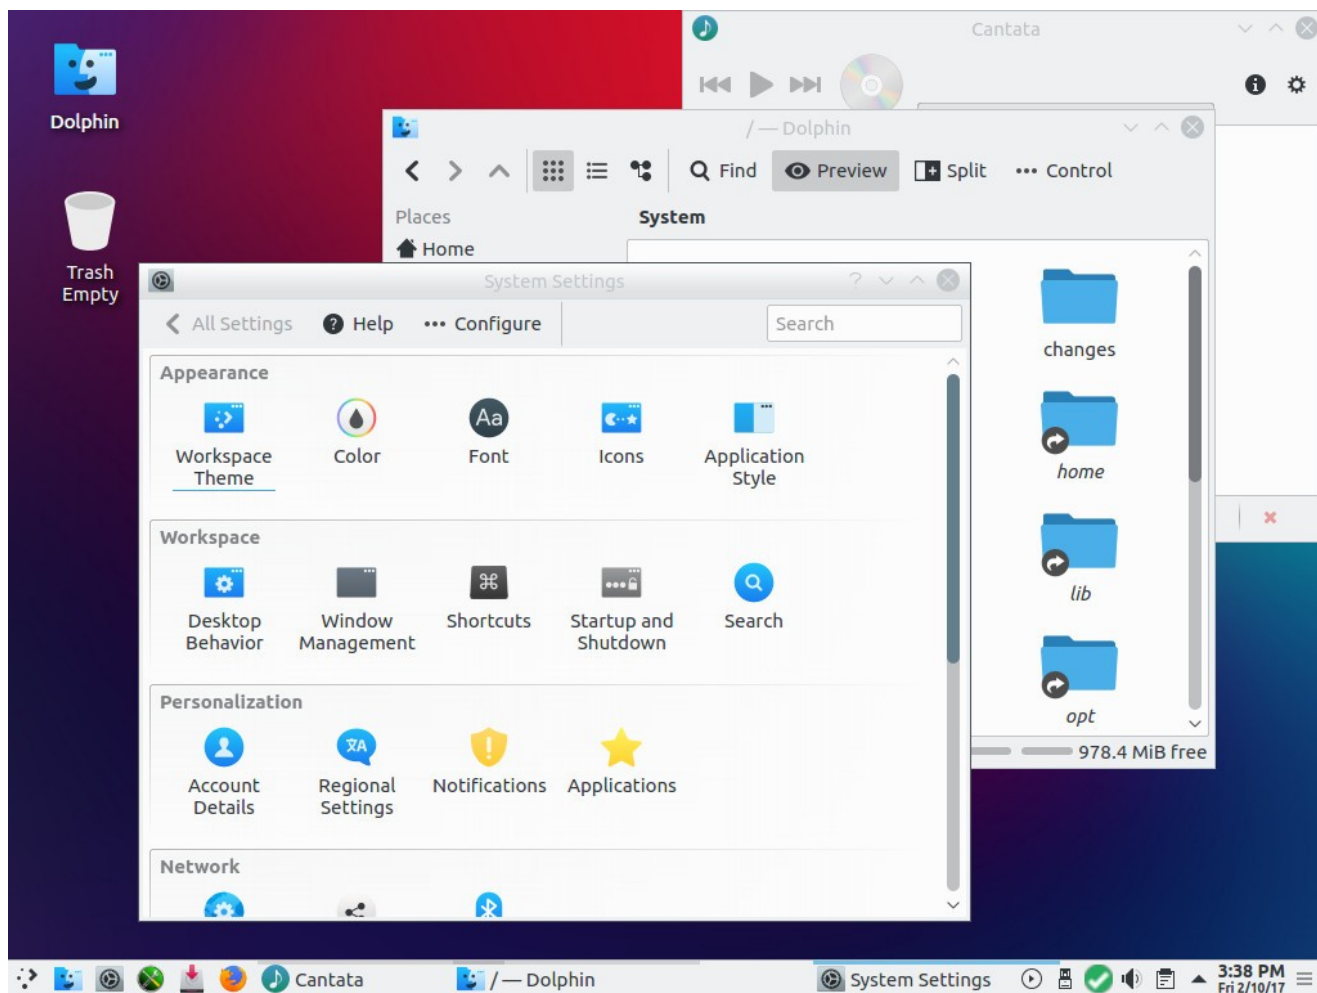 Dolphin
Trash
Empty
Cantata
/ — Dolphin
Find
Preview
Split
Control
Places
System
Home
changes
home
lib
opt
978.4 MiB free
System Settings
All Settings
Help
Configure
Search
Appearance
Workspace
Theme
Color
Font
Icons
Application
Style
Workspace
Desktop
Behavior
Window
Management
Shortcuts
Startup and
Shutdown
Search
Personalization
Account
Details
Regional
Settings
Notifications
Applications
Network
Cantata
/ — Dolphin
System Settings
3:38 PM
Fri 2/10/17